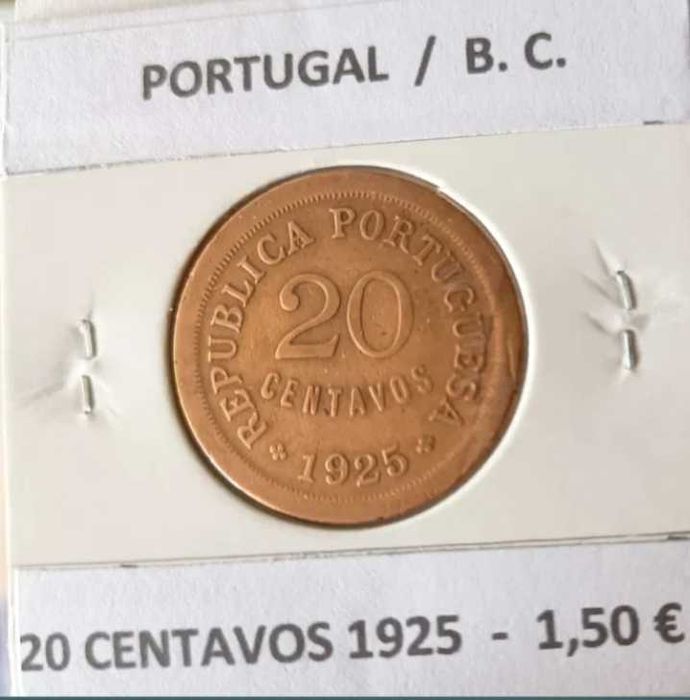 PORTUGAL / B. C.
REPUBLICA PORTUGUESA
20
CENTAVOS
* 1925 *
20 CENTAVOS 1925 - 1,50 €